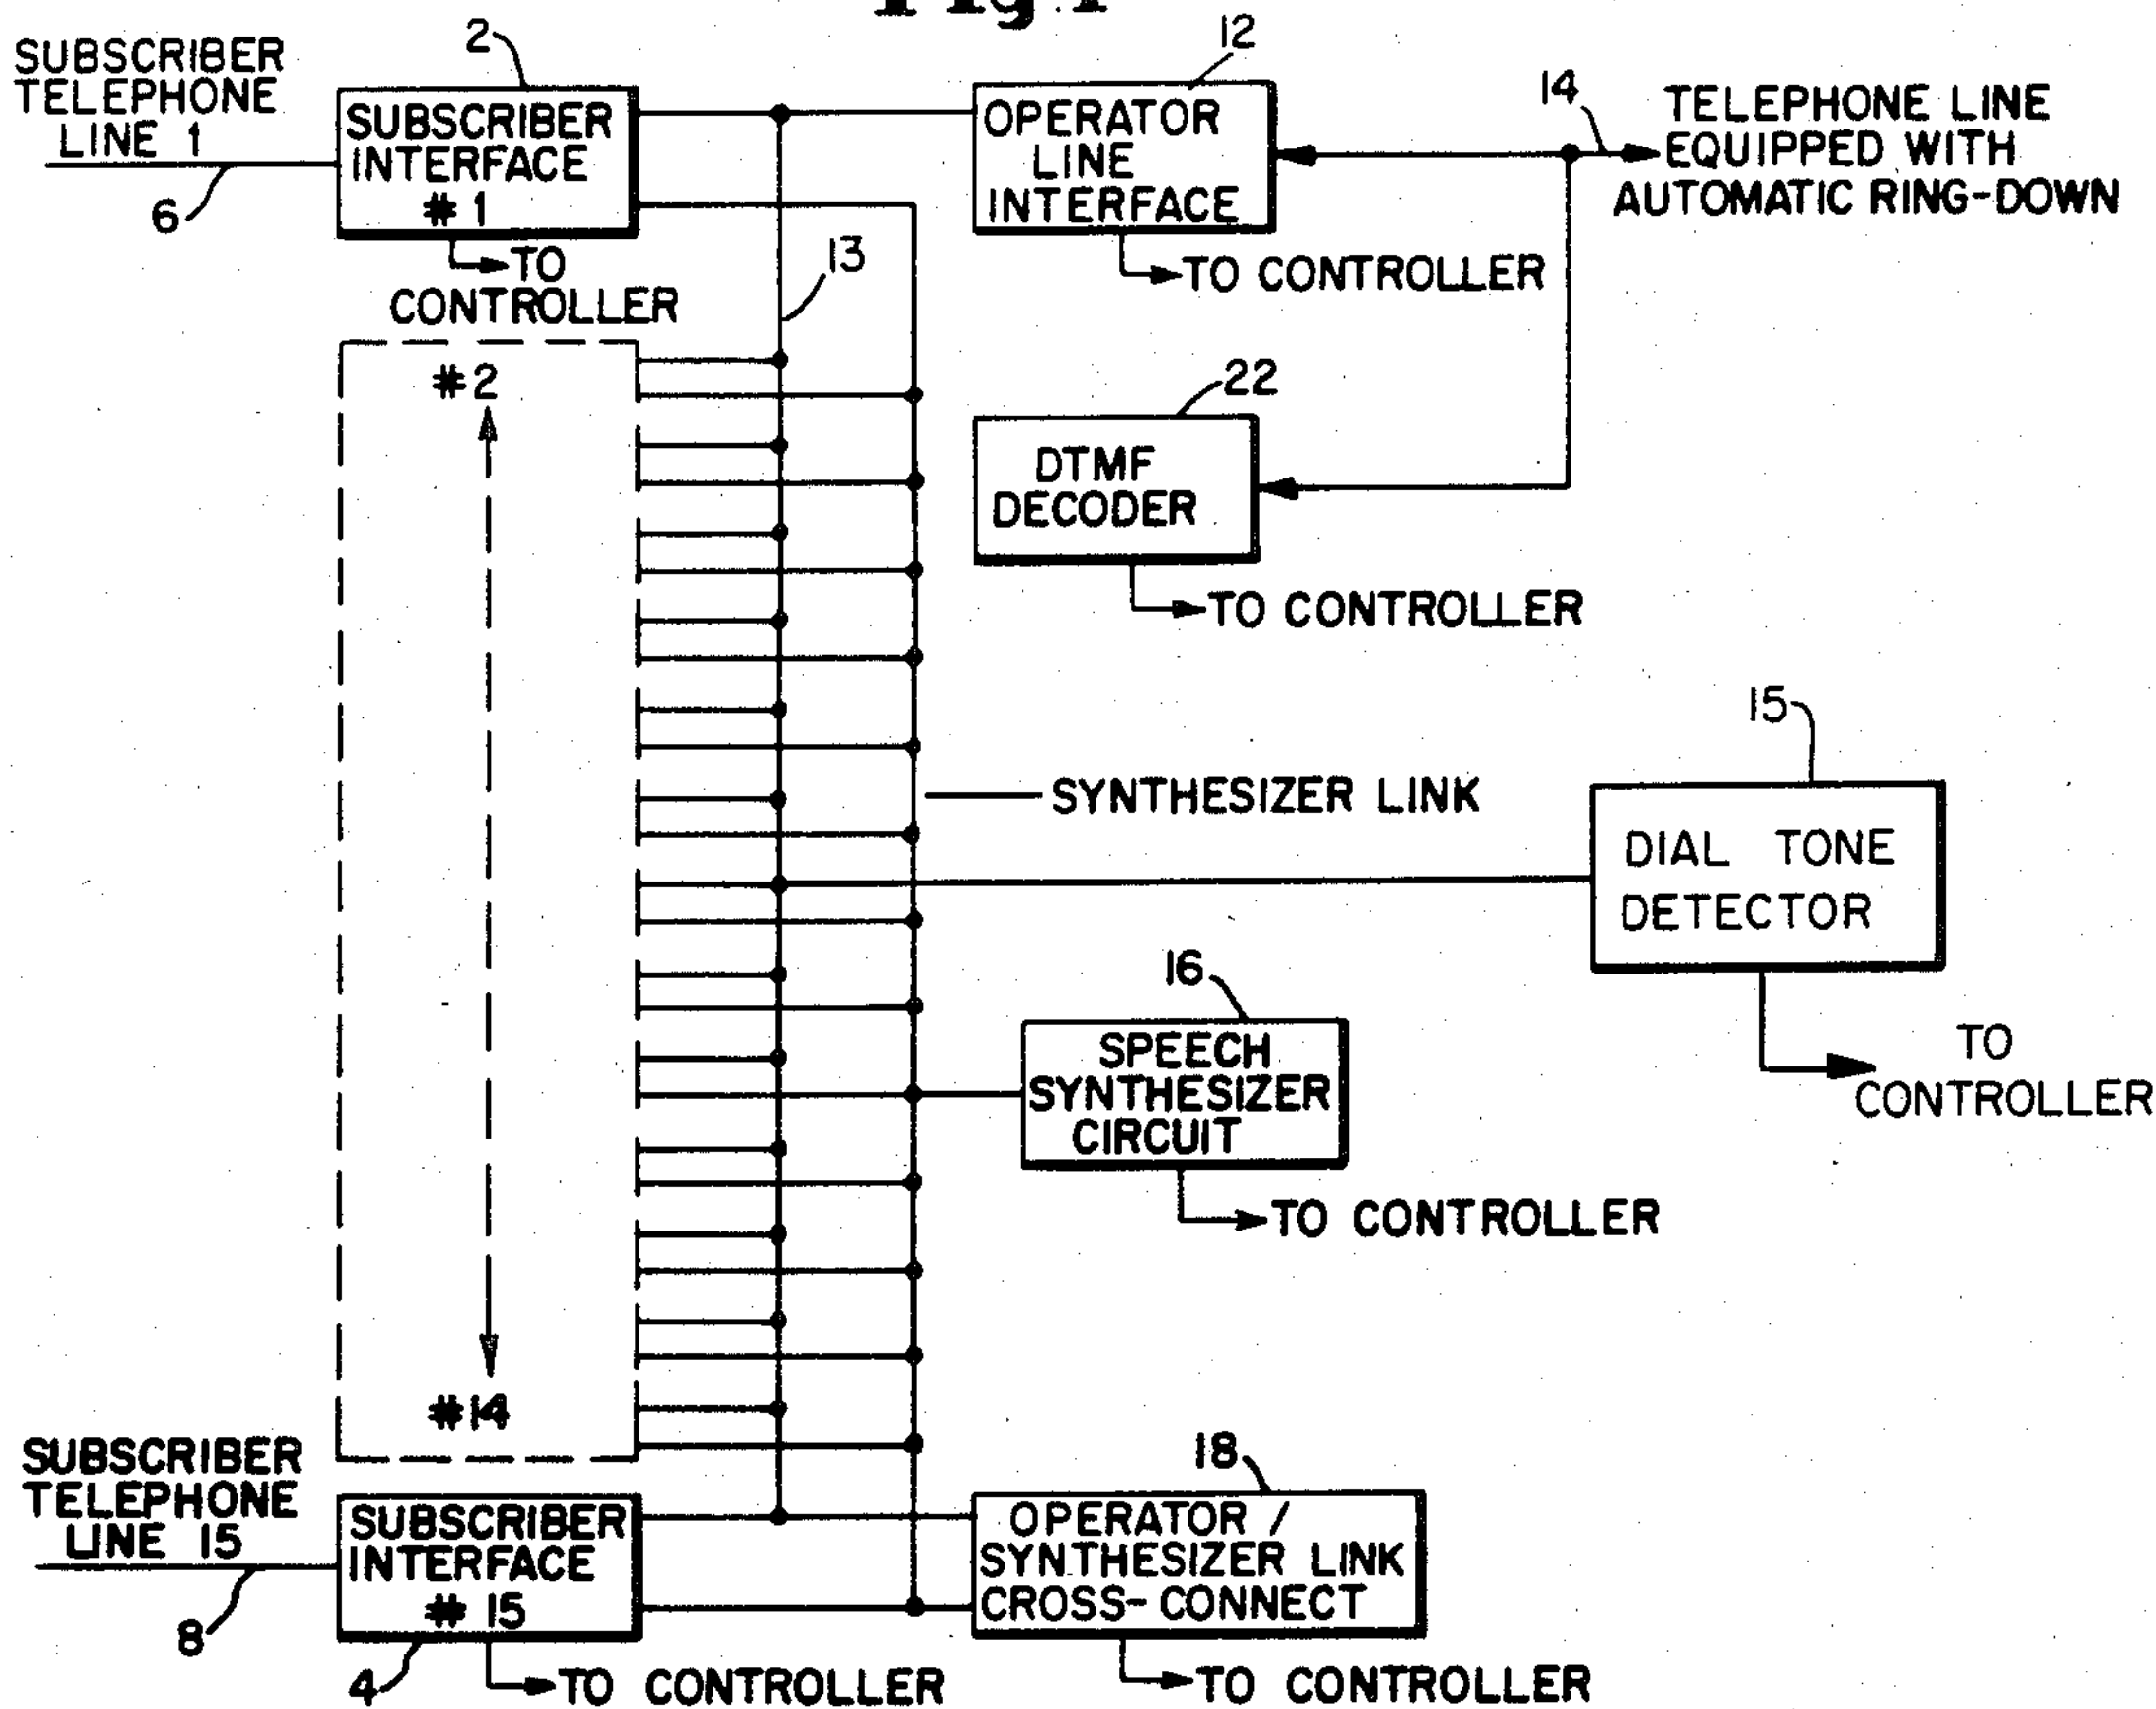 Fig. 1
2
12
SUBSCRIBER
TELEPHONE
LINE 1
6
SUBSCRIBER
INTERFACE
# 1
TO
CONTROLLER
13
OPERATOR
LINE
INTERFACE
TO CONTROLLER
14
TELEPHONE LINE
EQUIPPED WITH
AUTOMATIC RING-DOWN
#2
22
DTMF
DECODER
TO CONTROLLER
15
SYNTHESIZER LINK
DIAL TONE
DETECTOR
TO
CONTROLLER
16
SPEECH
SYNTHESIZER
CIRCUIT
TO CONTROLLER
#14
SUBSCRIBER
TELEPHONE
LINE 15
8
SUBSCRIBER
INTERFACE
# 15
4
TO CONTROLLER
18
OPERATOR /
SYNTHESIZER LINK
CROSS-CONNECT
TO CONTROLLER